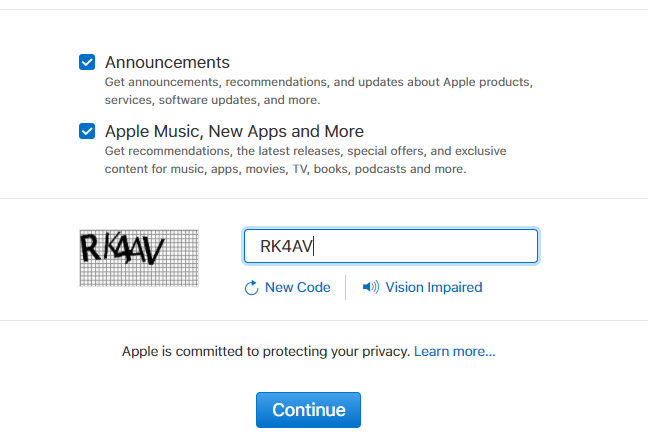 Announcements
Get announcements, recommendations, and updates about Apple products,
services, software updates, and more.
Apple Music, New Apps and More
Get recommendations, the latest releases, special offers, and exclusive
content for music, apps, movies, TV, books, podcasts and more.
RK4AV
RK4AV
New Code
Vision Impaired
Apple is committed to protecting your privacy. Learn more...
Continue